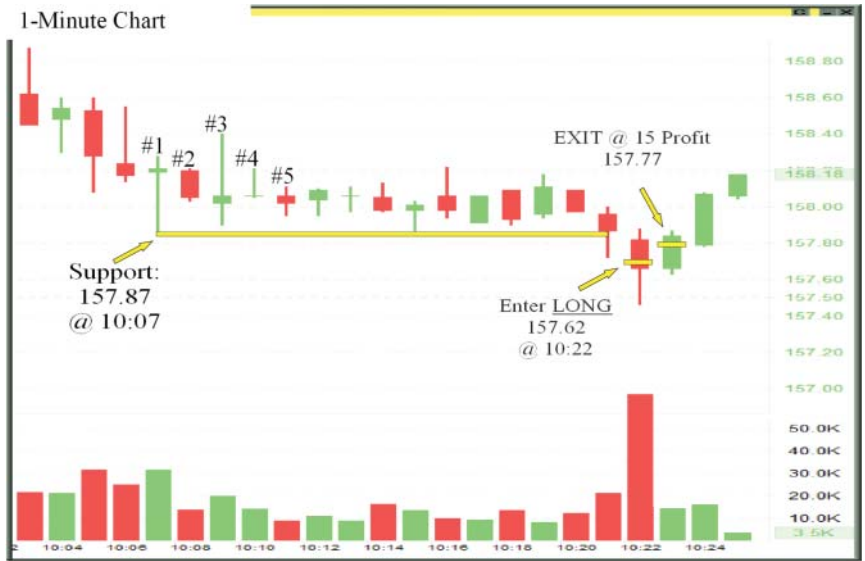 1-Minute Chart
C - X
158.80
158.60
158.40
158.18
158.00
157.80
157.60
157.50
157.40
157.20
157.00
#1
#2
#3
#4
#5
EXIT @ 15 Profit
157.77
Support:
157.87
@ 10:07
Enter LONG
157.62
@ 10:22
50.0K
40.0K
30.0K
20.0K
10.0K
3.5K
2 10:04 10:06 10:08 10:10 10:12 10:14 10:16 10:18 10:20 10:22 10:24